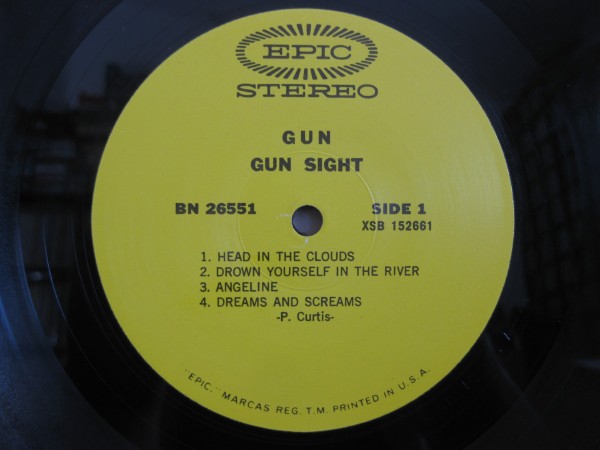 EPIC
STEREO
GUN
GUN SIGHT
BN 26551
SIDE 1
XSB 152661
1. HEAD IN THE CLOUDS
2. DROWN YOURSELF IN THE RIVER
3. ANGELINE
4. DREAMS AND SCREAMS
-P. Curtis-
"EPIC," MARCAS REG. T.M. PRINTED IN U.S.A.